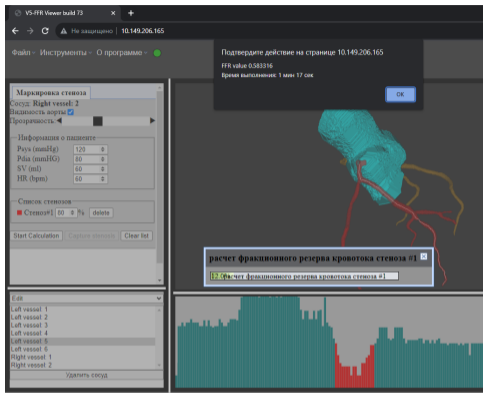 VS-FFR Viewer build 73
Не защищено | 10.149.206.165
Файл Инструменты О программе
Подтвердите действие на странице 10.149.206.165
FFR value 0.583316
Время выполнения: 1 мин 17 сек
OK
Маркировка стеноза
Сосуд: Right vessel: 2
Видимость аорты
Прозрачность
Информация о пациенте
Psys (mmHg) 120
Pdia (mmHG) 80
SV (ml) 60
HR (bpm) 60
Список стенозов
Стеноз#1 80 % delete
Start Calculation Capture stenosis Clear list
расчет фракционного резерва кровотока стеноза #1
расчет фракционного резерва кровотока стеноза #1
Edit
Left vessel: 1
Left vessel: 2
Left vessel: 3
Left vessel: 4
Left vessel: 5
Left vessel: 6
Right vessel: 1
Right vessel: 2
Удалить сосуд